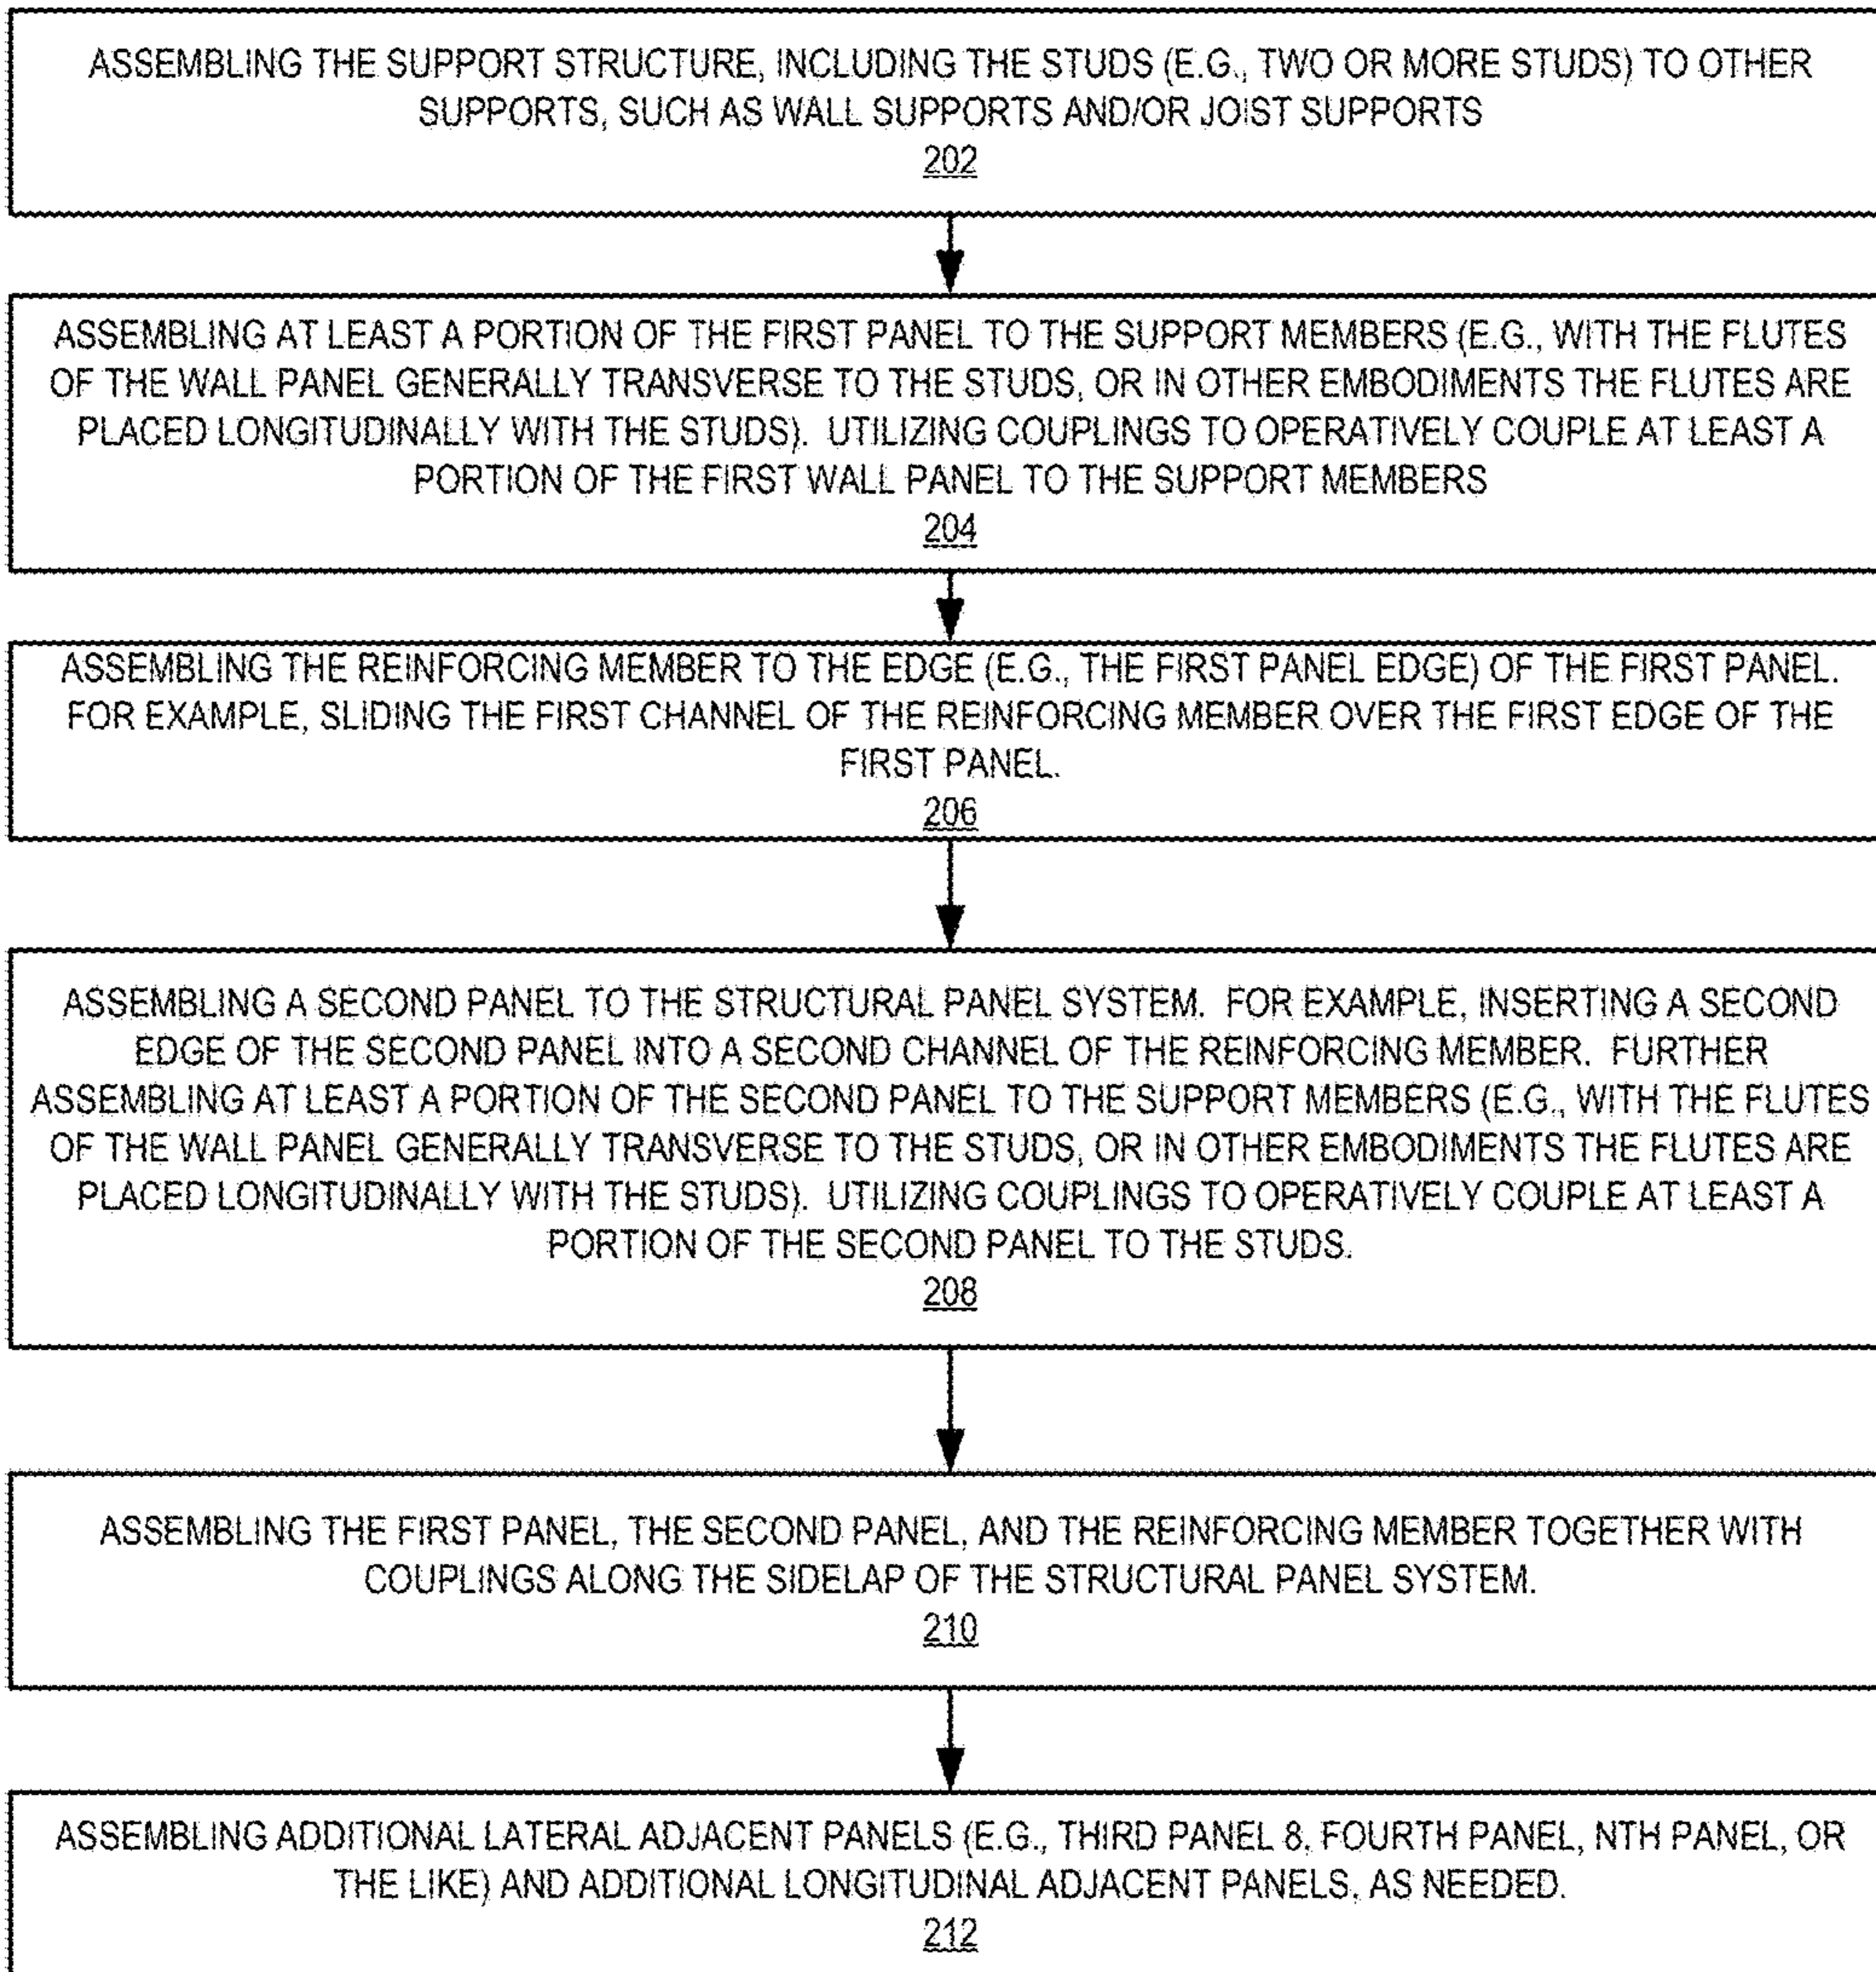 ASSEMBLING THE SUPPORT STRUCTURE, INCLUDING THE STUDS (E.G., TWO OR MORE STUDS) TO OTHER
SUPPORTS, SUCH AS WALL SUPPORTS AND/OR JOIST SUPPORTS
202
ASSEMBLING AT LEAST A PORTION OF THE FIRST PANEL TO THE SUPPORT MEMBERS (E.G., WITH THE FLUTES
OF THE WALL PANEL GENERALLY TRANSVERSE TO THE STUDS, OR IN OTHER EMBODIMENTS THE FLUTES ARE
PLACED LONGITUDINALLY WITH THE STUDS). UTILIZING COUPLINGS TO OPERATIVELY COUPLE AT LEAST A
PORTION OF THE FIRST WALL PANEL TO THE SUPPORT MEMBERS
204
ASSEMBLING THE REINFORCING MEMBER TO THE EDGE (E.G., THE FIRST PANEL EDGE) OF THE FIRST PANEL.
FOR EXAMPLE, SLIDING THE FIRST CHANNEL OF THE REINFORCING MEMBER OVER THE FIRST EDGE OF THE
FIRST PANEL.
206
ASSEMBLING A SECOND PANEL TO THE STRUCTURAL PANEL SYSTEM. FOR EXAMPLE, INSERTING A SECOND
EDGE OF THE SECOND PANEL INTO A SECOND CHANNEL OF THE REINFORCING MEMBER. FURTHER
ASSEMBLING AT LEAST A PORTION OF THE SECOND PANEL TO THE SUPPORT MEMBERS (E.G., WITH THE FLUTES
OF THE WALL PANEL GENERALLY TRANSVERSE TO THE STUDS, OR IN OTHER EMBODIMENTS THE FLUTES ARE
PLACED LONGITUDINALLY WITH THE STUDS). UTILIZING COUPLINGS TO OPERATIVELY COUPLE AT LEAST A
PORTION OF THE SECOND PANEL TO THE STUDS.
208
ASSEMBLING THE FIRST PANEL, THE SECOND PANEL, AND THE REINFORCING MEMBER TOGETHER WITH
COUPLINGS ALONG THE SIDELAP OF THE STRUCTURAL PANEL SYSTEM.
210
ASSEMBLING ADDITIONAL LATERAL ADJACENT PANELS (E.G., THIRD PANEL 8, FOURTH PANEL, NTH PANEL, OR
THE LIKE) AND ADDITIONAL LONGITUDINAL ADJACENT PANELS, AS NEEDED.
212